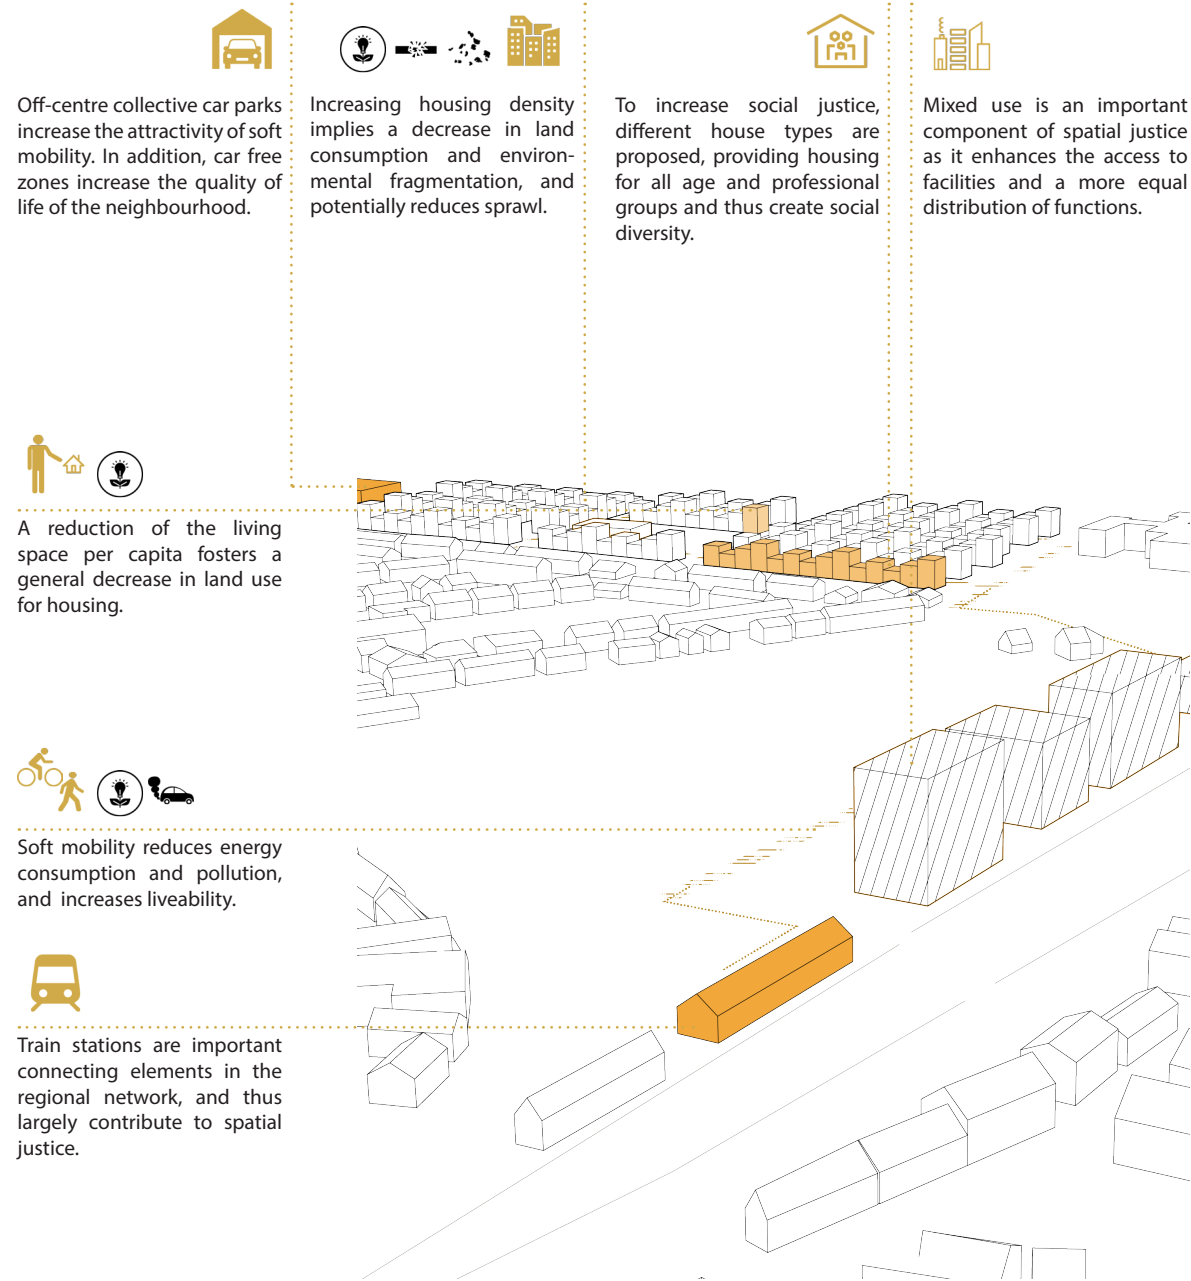 Off-centre collective car parks
increase the attractivity of soft
mobility. In addition, car free
zones increase the quality of
life of the neighbourhood.
Increasing housing density
implies a decrease in land
consumption and environ-
mental fragmentation, and
potentially reduces sprawl.
To increase social justice,
different house types are
proposed, providing housing
for all age and professional
groups and thus create social
diversity.
Mixed use is an important
component of spatial justice
as it enhances the access to
facilities and a more equal
distribution of functions.
A reduction of the living
space per capita fosters a
general decrease in land use
for housing.
Soft mobility reduces energy
consumption and pollution,
and increases liveability.
Train stations are important
connecting elements in the
regional network, and thus
largely contribute to spatial
justice.